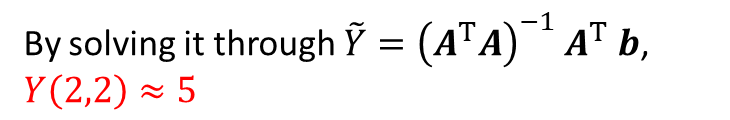 By solving it through Ỹ = (AᵀA)⁻¹ Aᵀ b,
Y(2,2) ≈ 5